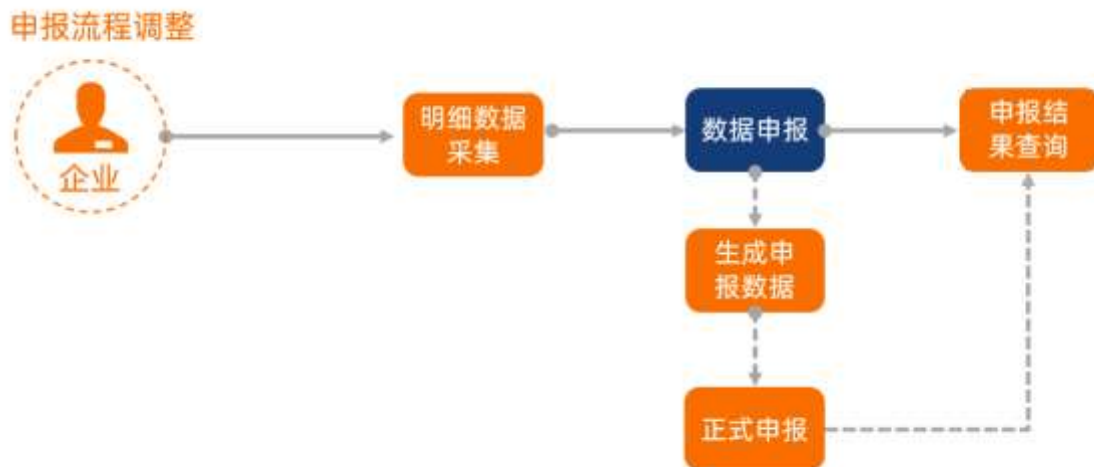 申报流程调整
企业
明细数据
采集
数据申报
申报结
果查询
生成申
报数据
正式申报